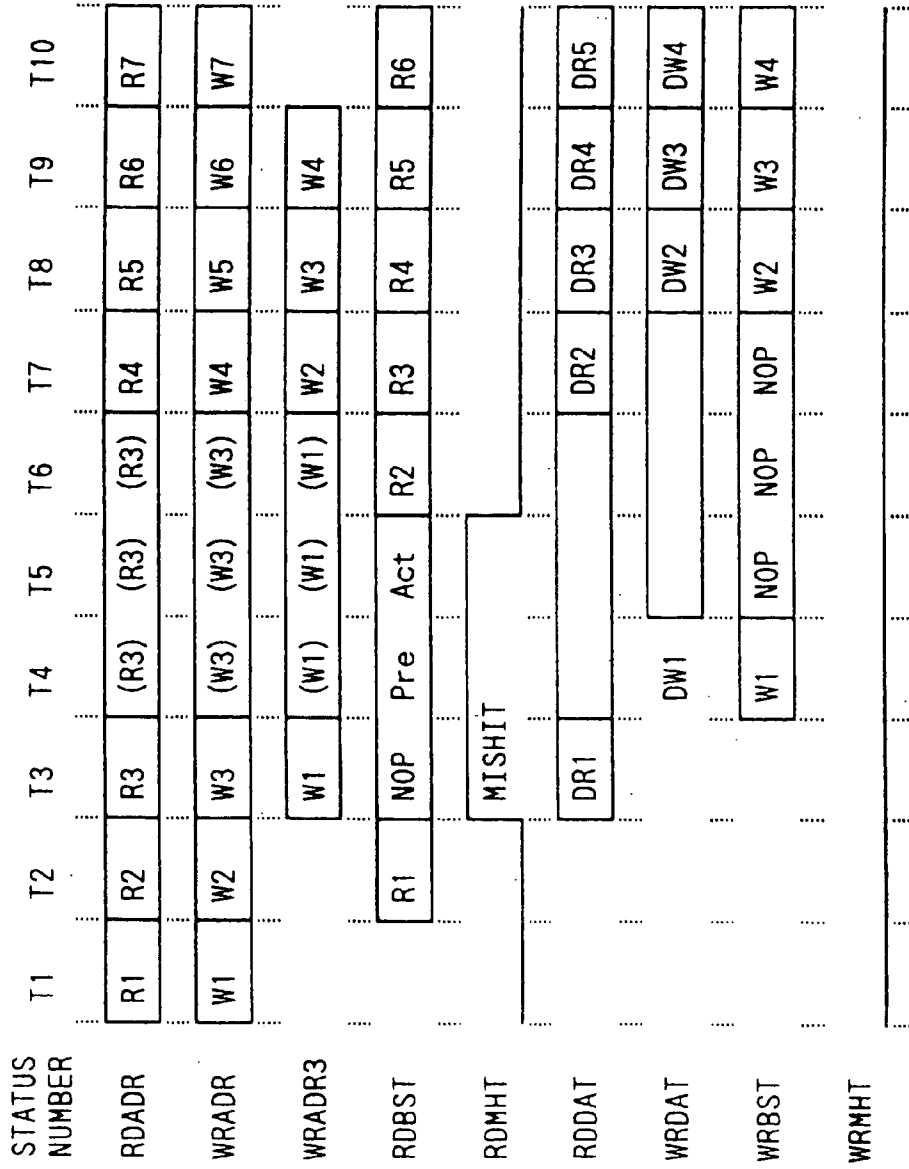 STATUS NUMBER T1 T2 T3 T4 T5 T6 T7 T8 T9 T10
RDADR R1 R2 R3 (R3) (R3) (R3) R4 R5 R6 R7
WRADR W1 W2 W3 (W3) (W3) (W3) W4 W5 W6 W7
WRADR3 W1 (W1) (W1) (W1) W2 W3 W4
RDBST R1 NOP Pre Act R2 R3 R4 R5 R6
RDMHT MISHIT
RDDAT DR1 DR2 DR3 DR4 DR5
WRDAT DW1 DW2 DW3 DW4
WRBST W1 NOP NOP NOP W2 W3 W4
WRMHT